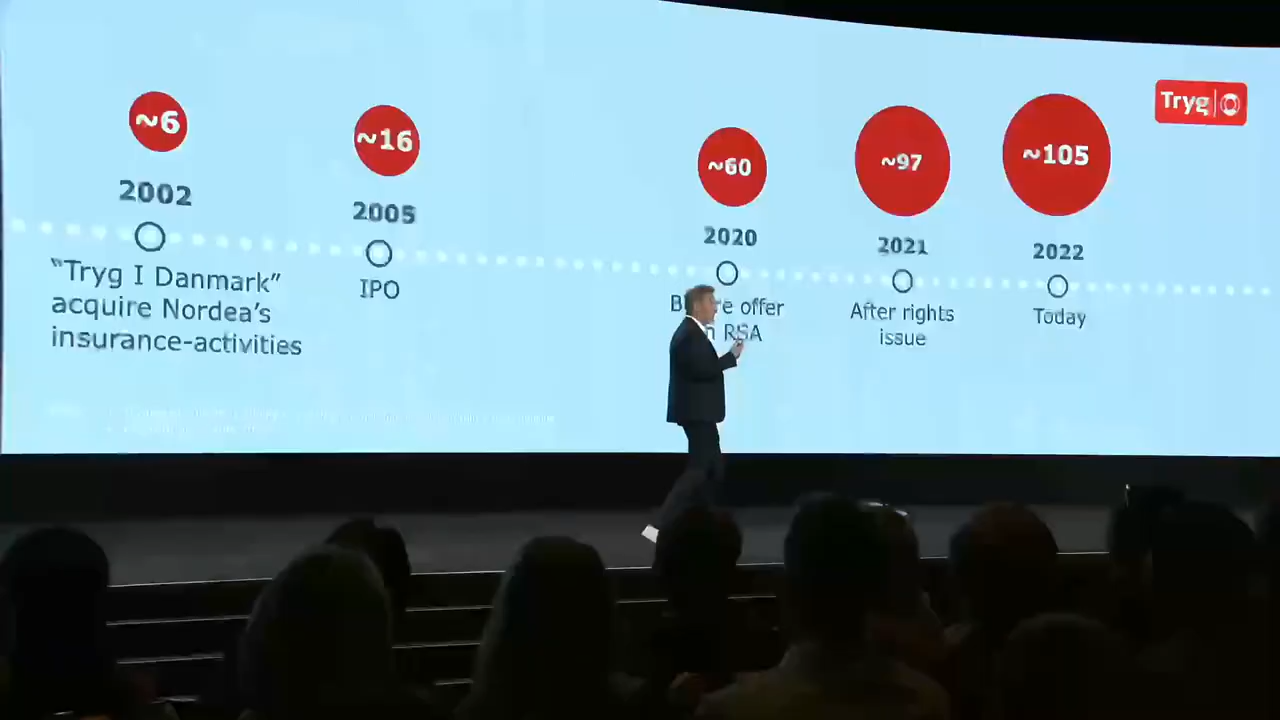 Tryg
~6
~16
~60
~97
~105
2002
2005
2020
2021
2022
“Tryg I Danmark”
acquire Nordea’s
insurance-activities
IPO
offer
RSA
After rights
issue
Today